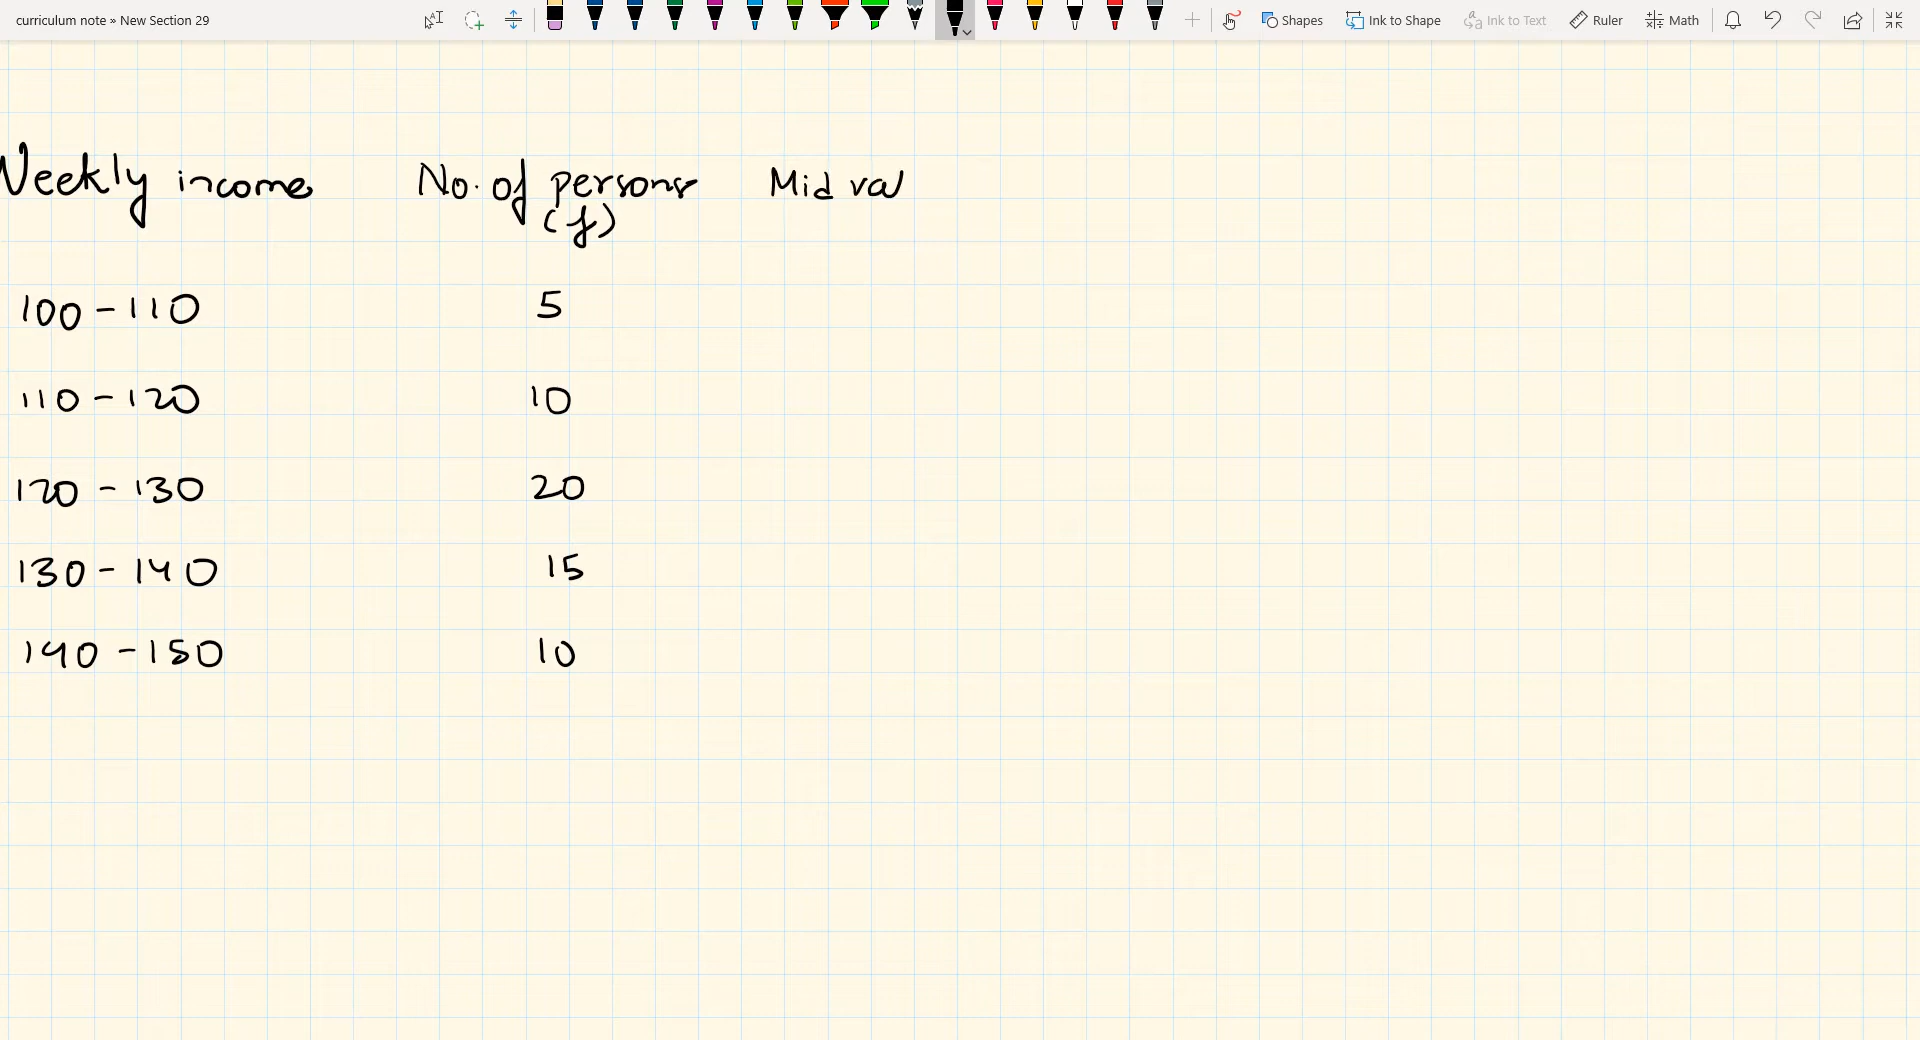 curriculum note » New Section 29
Shapes Ink to Shape Ink to Text Ruler Math
Weekly income No. of persons Mid val
(f)
100 - 110 5
110 - 120 10
120 - 130 20
130 - 140 15
140 - 150 10